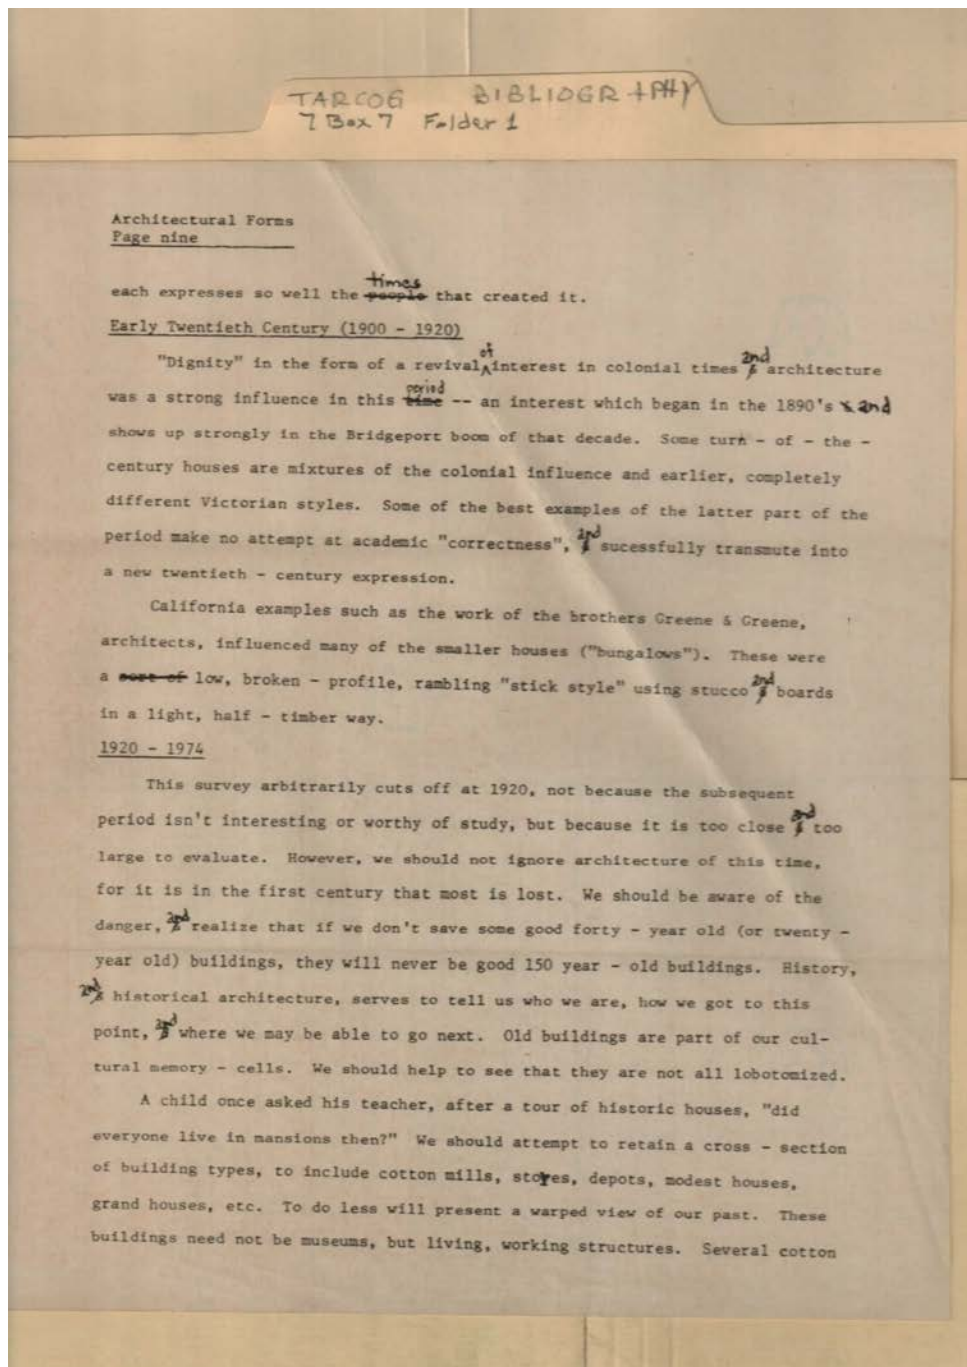 TARCOG BIBLIOGRAPHY
7 Box 7 Folder 1
Architectural Forms
Page nine
times
each expresses so well the people that created it.
Early Twentieth Century (1900 - 1920)
"Dignity" in the form of a revival of interest in colonial times and architecture
was a strong influence in this time period -- an interest which began in the 1890's & and
shows up strongly in the Bridgeport boom of that decade. Some turn - of - the -
century houses are mixtures of the colonial influence and earlier, completely
different Victorian styles. Some of the best examples of the latter part of the
period make no attempt at academic "correctness", and sucessfully transmute into
a new twentieth - century expression.
California examples such as the work of the brothers Greene & Greene,
architects, influenced many of the smaller houses ("bungalows"). These were
a sort of low, broken - profile, rambling "stick style" using stucco and boards
in a light, half - timber way.
1920 - 1974
This survey arbitrarily cuts off at 1920, not because the subsequent
period isn't interesting or worthy of study, but because it is too close and too
large to evaluate. However, we should not ignore architecture of this time,
for it is in the first century that most is lost. We should be aware of the
danger, and realize that if we don't save some good forty - year old (or twenty -
year old) buildings, they will never be good 150 year - old buildings. History,
and historical architecture, serves to tell us who we are, how we got to this
point, and where we may be able to go next. Old buildings are part of our cul-
tural memory - cells. We should help to see that they are not all lobotomized.
A child once asked his teacher, after a tour of historic houses, "did
everyone live in mansions then?" We should attempt to retain a cross - section
of building types, to include cotton mills, stores, depots, modest houses,
grand houses, etc. To do less will present a warped view of our past. These
buildings need not be museums, but living, working structures. Several cotton